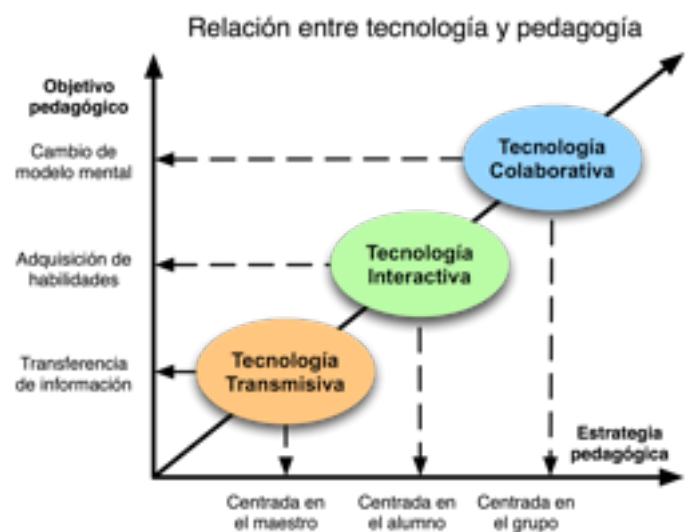 Relación entre tecnología y pedagogía
Objetivo
pedagógico
Cambio de
modelo mental
Tecnología
Colaborativa
Adquisición de
habilidades
Tecnología
Interactiva
Transferencia
de información
Tecnología
Transmisiva
Estrategia
pedagógica
Centrada en
el maestro
Centrada en
el alumno
Centrada en
el grupo